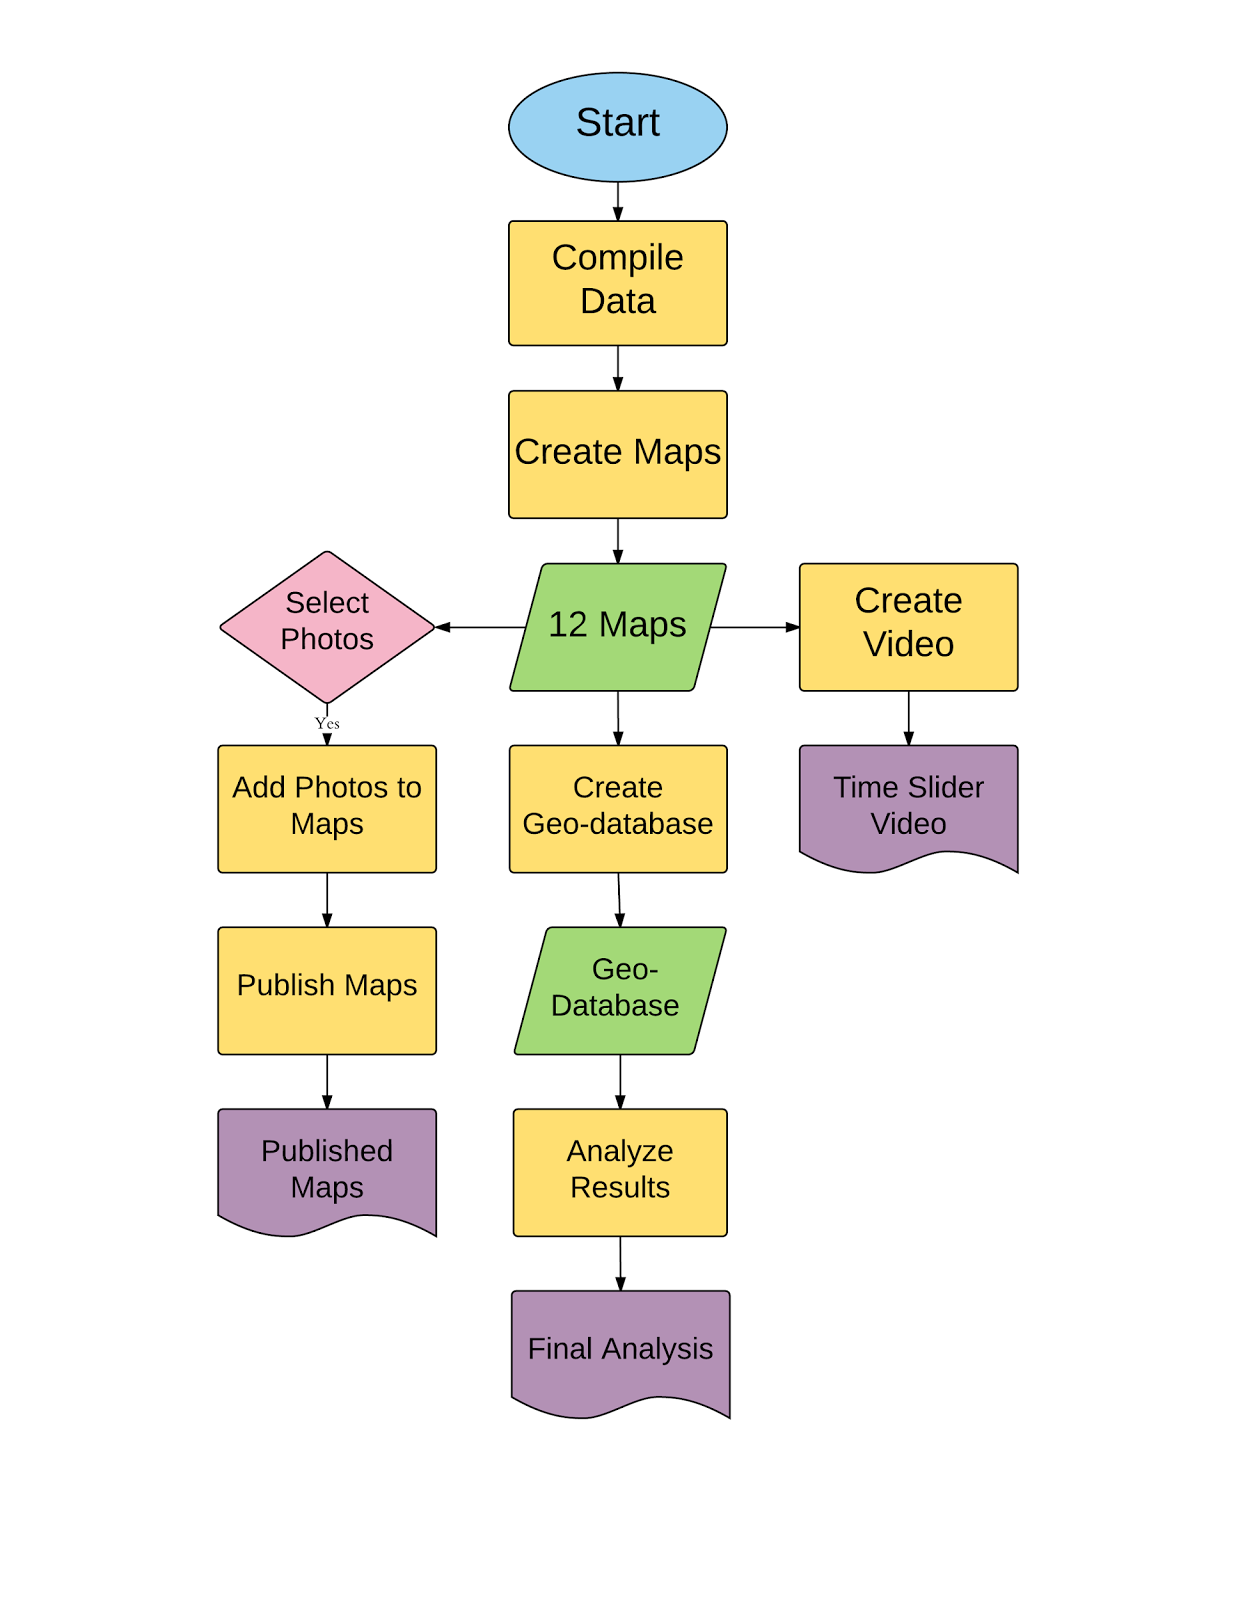 Start
Compile
Data
Create Maps
Select
Photos
12 Maps
Create
Video
Yes
Add Photos to
Maps
Create
Geo-database
Time Slider
Video
Publish Maps
Geo-
Database
Published
Maps
Analyze
Results
Final Analysis